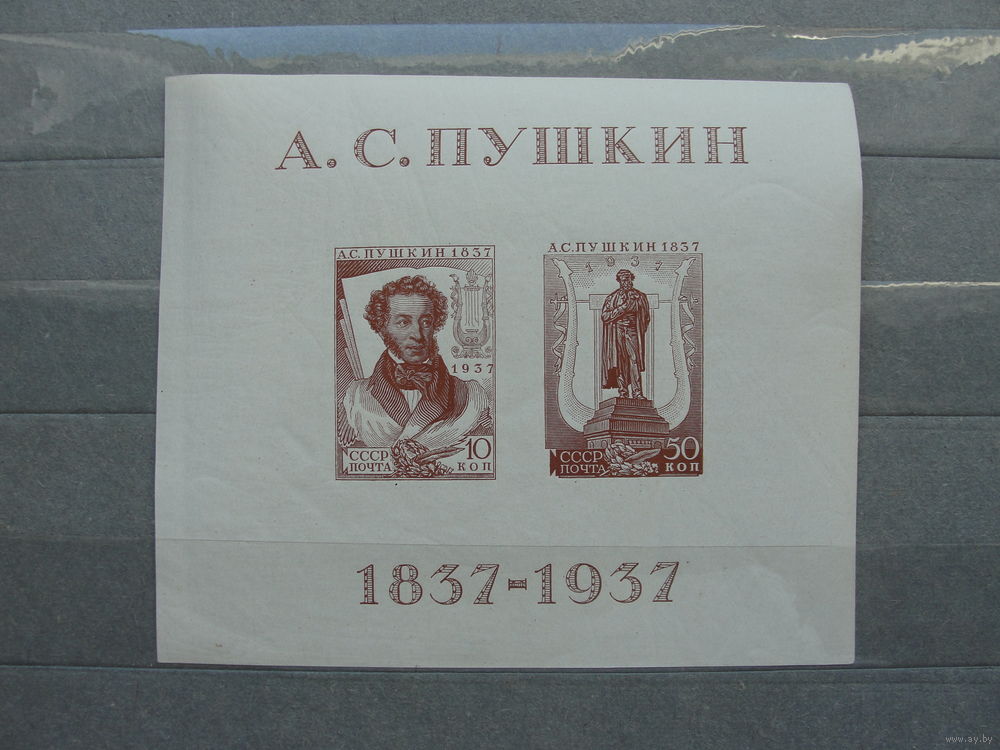 А. С. ПУШКИН
А.С. ПУШКИН 1837
1937
СССР
ПОЧТА
10
КОП
А.С. ПУШКИН 1837
1937
СССР
ПОЧТА
50
КОП
1837-1937
www.ay.by